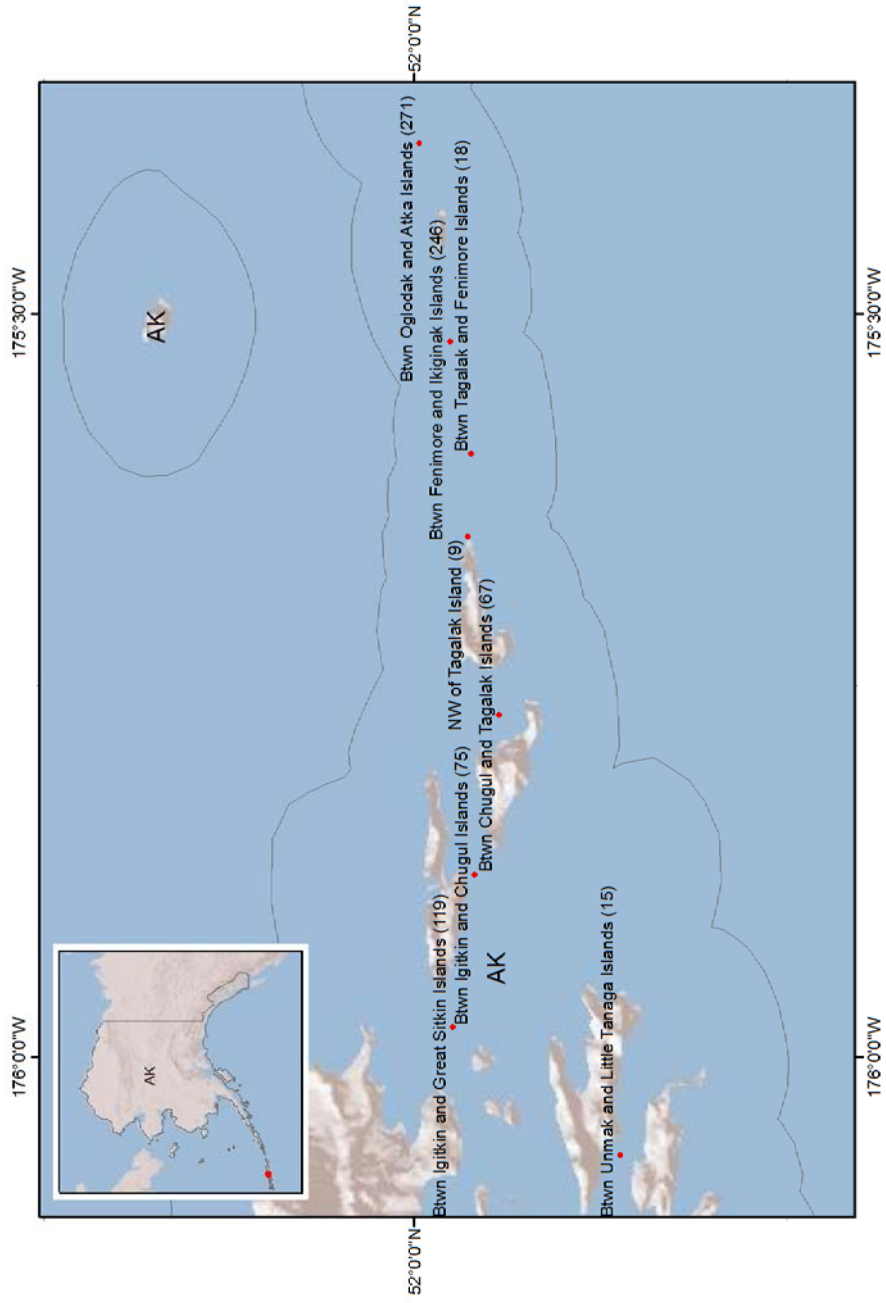 176°0'0"W
175°30'0"W
AK
AK
52°0'0"N
52°0'0"N
Btwn Oglodak and Atka Islands (271)
Btwn Fenimore and Ikiginak Islands (246)
Btwn Igitkin and Great Sitkin Islands (119)
NW of Tagalak Island (9)
Btwn Tagalak and Fenimore Islands (18)
Btwn Igitkin and Chugul Islands (75)
Btwn Chugul and Tagalak Islands (67)
AK
Btwn Unmak and Little Tanaga Islands (15)
176°0'0"W
175°30'0"W